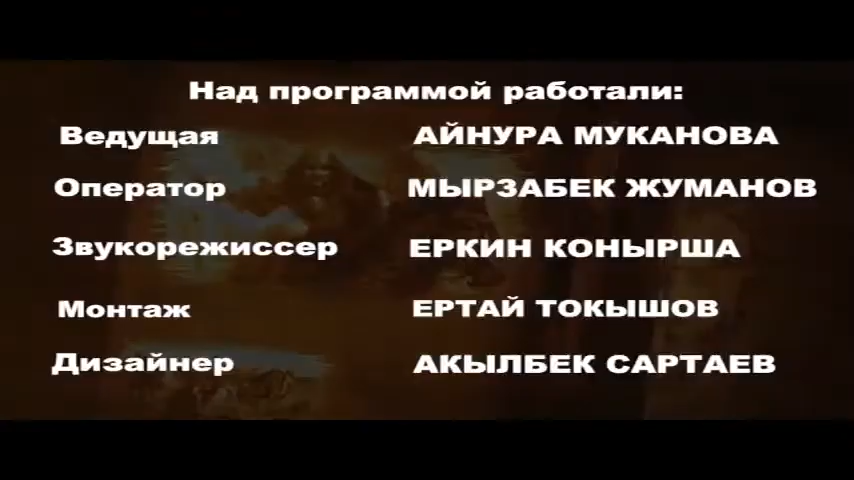 Над программой работали:
Ведущая АЙНУРА МУКАНОВА
Оператор МЫРЗАБЕК ЖУМАНОВ
Звукорежиссер ЕРКИН КОНЫРША
Монтаж ЕРТАЙ ТОКЫШОВ
Дизайнер АКЫЛБЕК САРТАЕВ